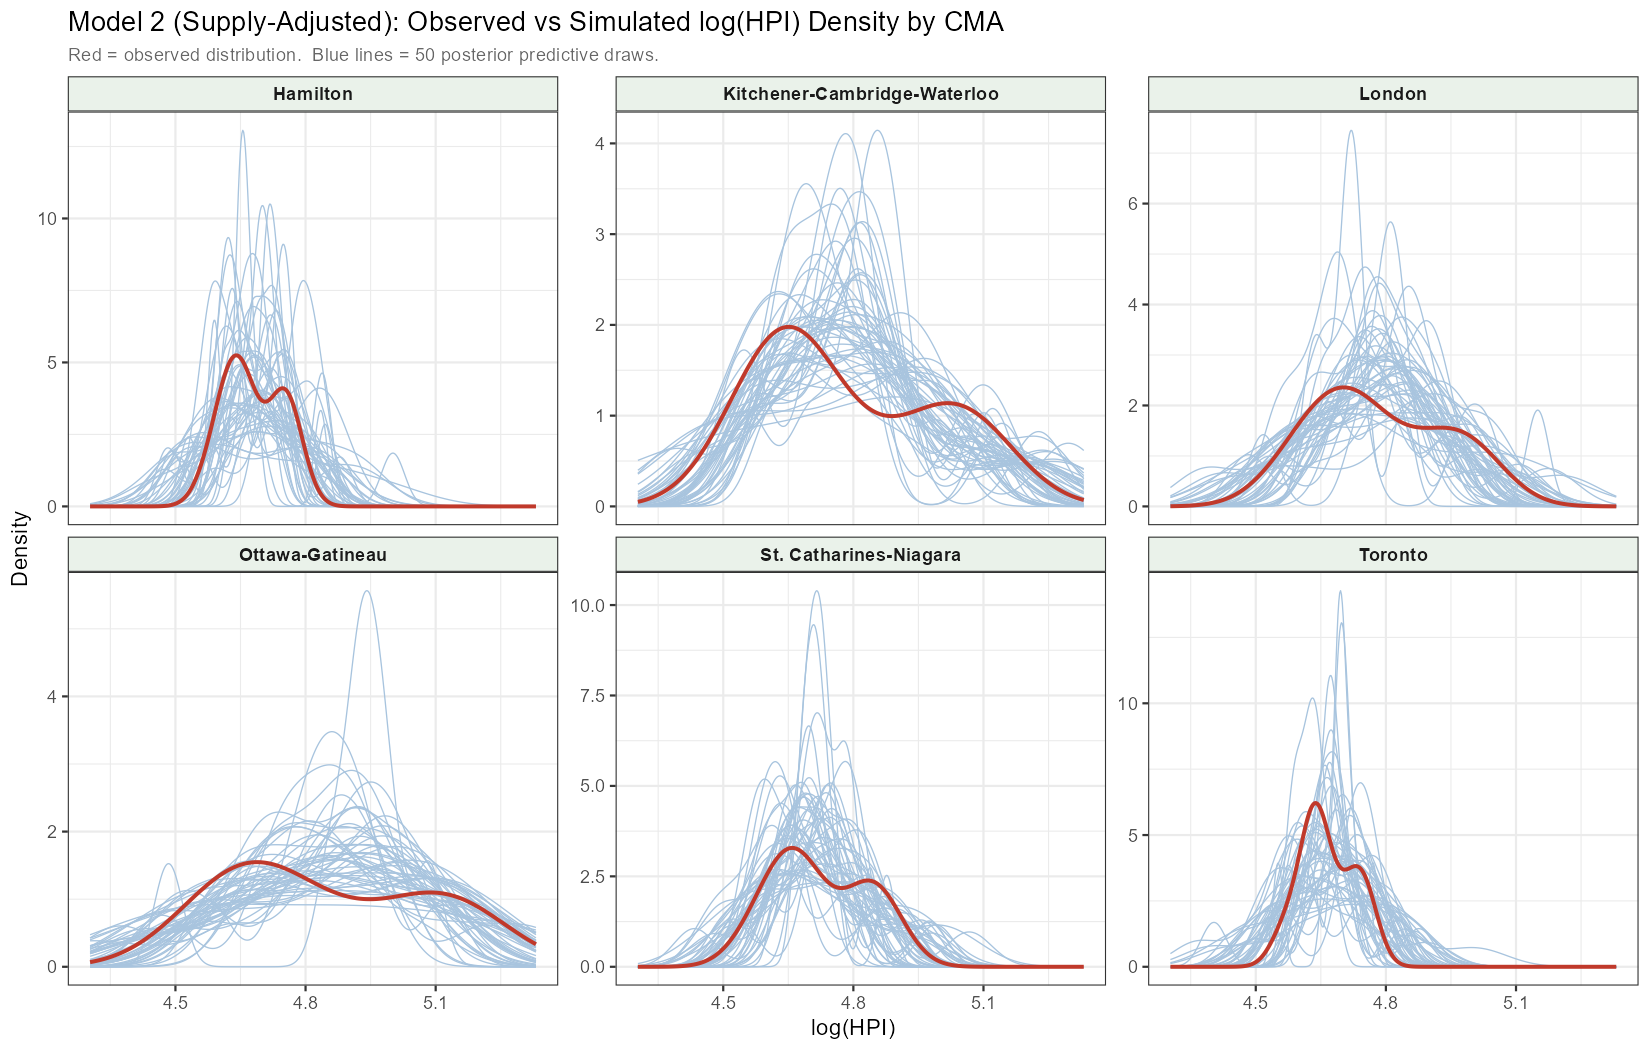 Model 2 (Supply-Adjusted): Observed vs Simulated log(HPI) Density by CMA
Red = observed distribution.  Blue lines = 50 posterior predictive draws.
Hamilton
Kitchener-Cambridge-Waterloo
London
10
5
0
4
3
2
1
0
6
4
2
0
Density
Ottawa-Gatineau
St. Catharines-Niagara
Toronto
4
2
0
10.0
7.5
5.0
2.5
0.0
10
5
0
4.5 4.8 5.1
4.5 4.8 5.1
4.5 4.8 5.1
log(HPI)